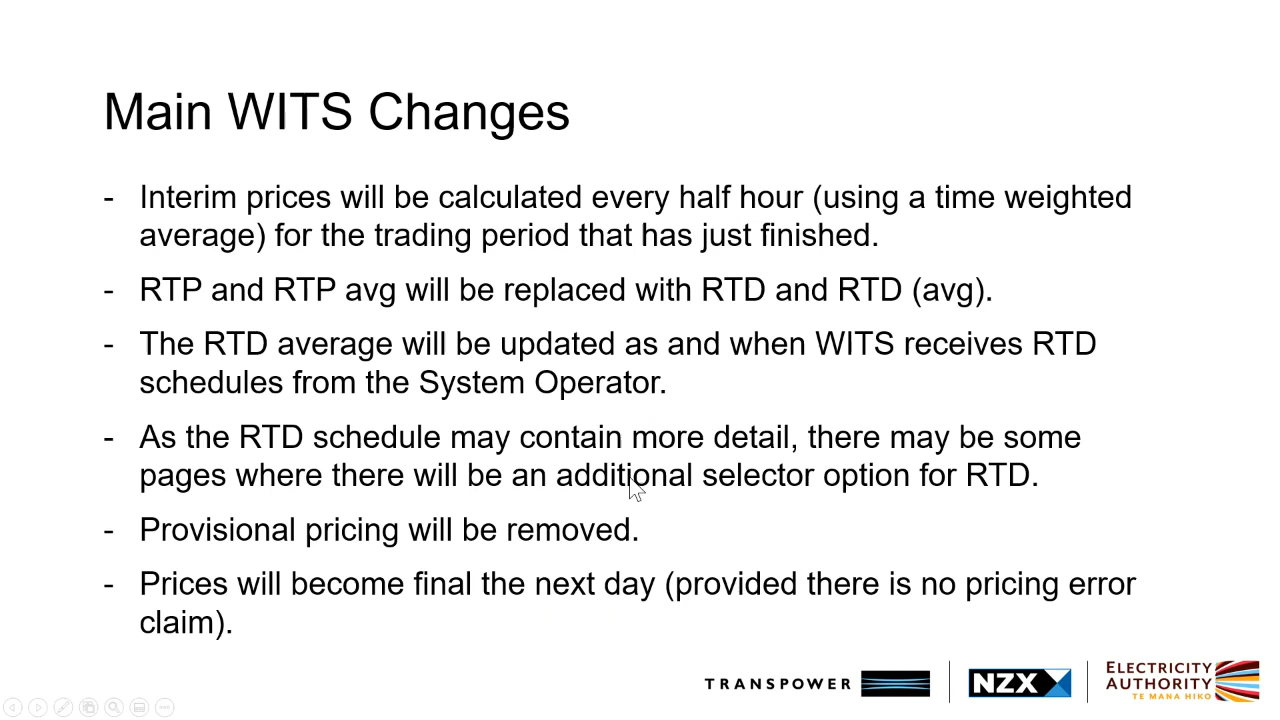 Main WITS Changes
- Interim prices will be calculated every half hour (using a time weighted
average) for the trading period that has just finished.
- RTP and RTP avg will be replaced with RTD and RTD (avg).
- The RTD average will be updated as and when WITS receives RTD
schedules from the System Operator.
- As the RTD schedule may contain more detail, there may be some
pages where there will be an additional selector option for RTD.
- Provisional pricing will be removed.
- Prices will become final the next day (provided there is no pricing error
claim).
TRANSPOWER
NZX
ELECTRICITY
AUTHORITY
TE MANA HIKO